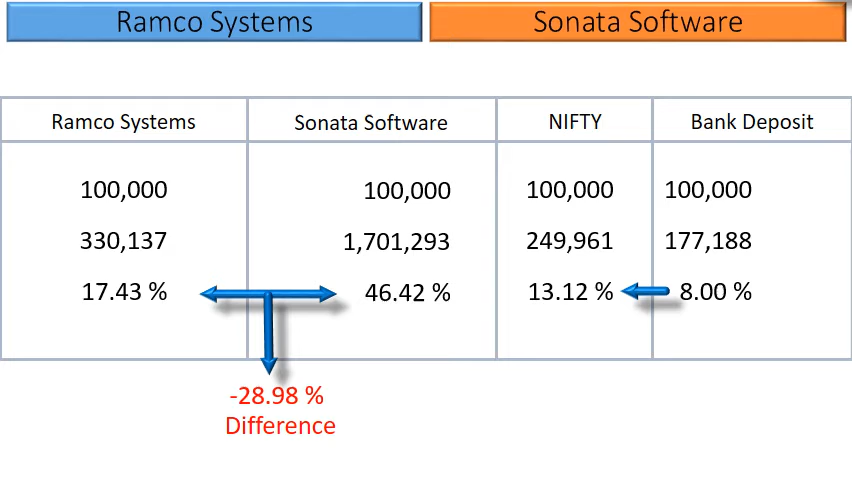 Ramco Systems Sonata Software
Ramco Systems Sonata Software NIFTY Bank Deposit
100,000 100,000 100,000 100,000
330,137 1,701,293 249,961 177,188
17.43 % 46.42 % 13.12 % 8.00 %
-28.98 %
Difference